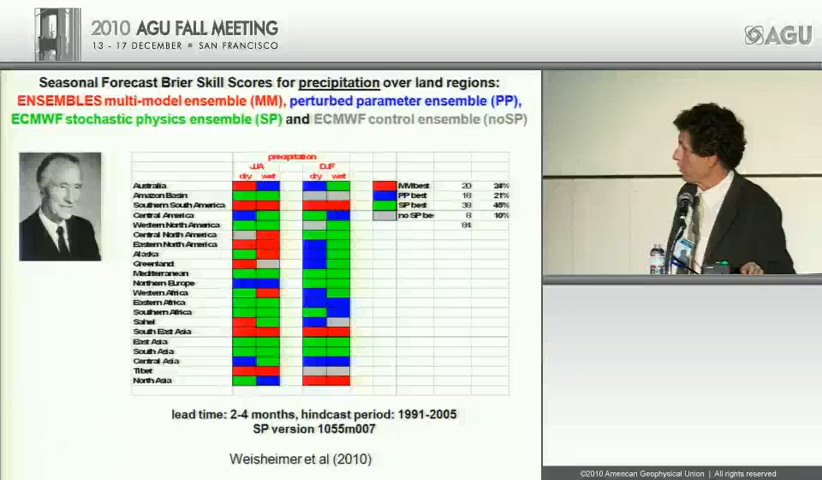 2010 AGU FALL MEETING
13 - 17 DECEMBER ■ SAN FRANCISCO
AGU
Seasonal Forecast Brier Skill Scores for precipitation over land regions:
ENSEMBLES multi-model ensemble (MM), perturbed parameter ensemble (PP),
ECMWF stochastic physics ensemble (SP) and ECMWF control ensemble (noSP)
precipitation
JJA DJF
dry wet dry wet
Australia MM best 20 24%
Amazon Basin PP best 18 21%
Southern South America SP best 38 45%
Central America no SP be 8 10%
Western North America 84
Central North America
Eastern North America
Alaska
Greenland
Mediterranean
Northern Europe
Western Africa
Eastern Africa
Southern Africa
Sahel
South East Asia
East Asia
South Asia
Central Asia
Tibet
North Asia
lead time: 2-4 months, hindcast period: 1991-2005
SP version 1055m007
Weisheimer et al (2010)
©2010 American Geophysical Union | All rights reserved